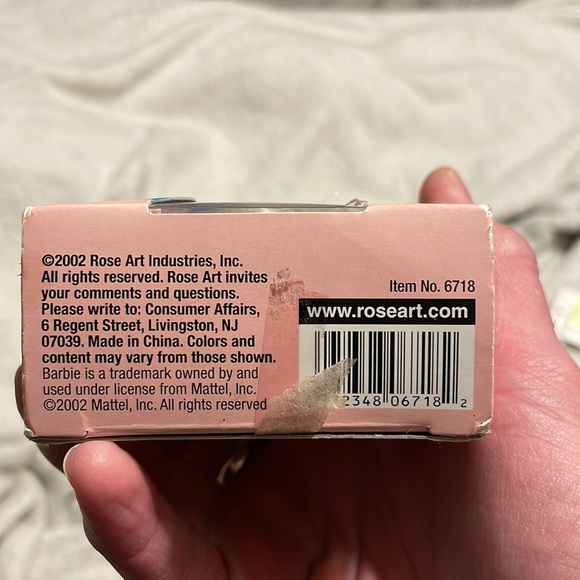 ©2002 Rose Art Industries, Inc.
All rights reserved. Rose Art invites
your comments and questions.
Please write to: Consumer Affairs,
6 Regent Street, Livingston, NJ
07039. Made in China. Colors and
content may vary from those shown.
Barbie is a trademark owned by and
used under license from Mattel, Inc.
©2002 Mattel, Inc. All rights reserved
Item No. 6718
www.roseart.com
2348 06718 2